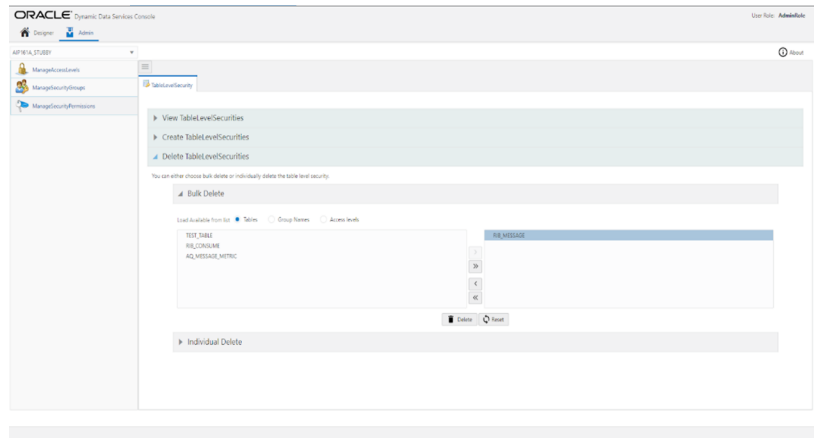 ORACLE Dynamic Data Services Console
User Role: AdminRole
Designer Admin
AIP161A_STUBBY
About
ManageAccessLevels
ManageSecurityGroups
ManageSecurityPermissions
TableLevelSecurity
View TableLevelSecurities
Create TableLevelSecurities
Delete TableLevelSecurities
You can either choose bulk delete or individually delete the table level security.
Bulk Delete
Load Available from list Tables Group Names Access levels
TEST_TABLE
RIB_CONSUME
AQ_MESSAGE_METRIC
RIB_MESSAGE
Delete Reset
Individual Delete